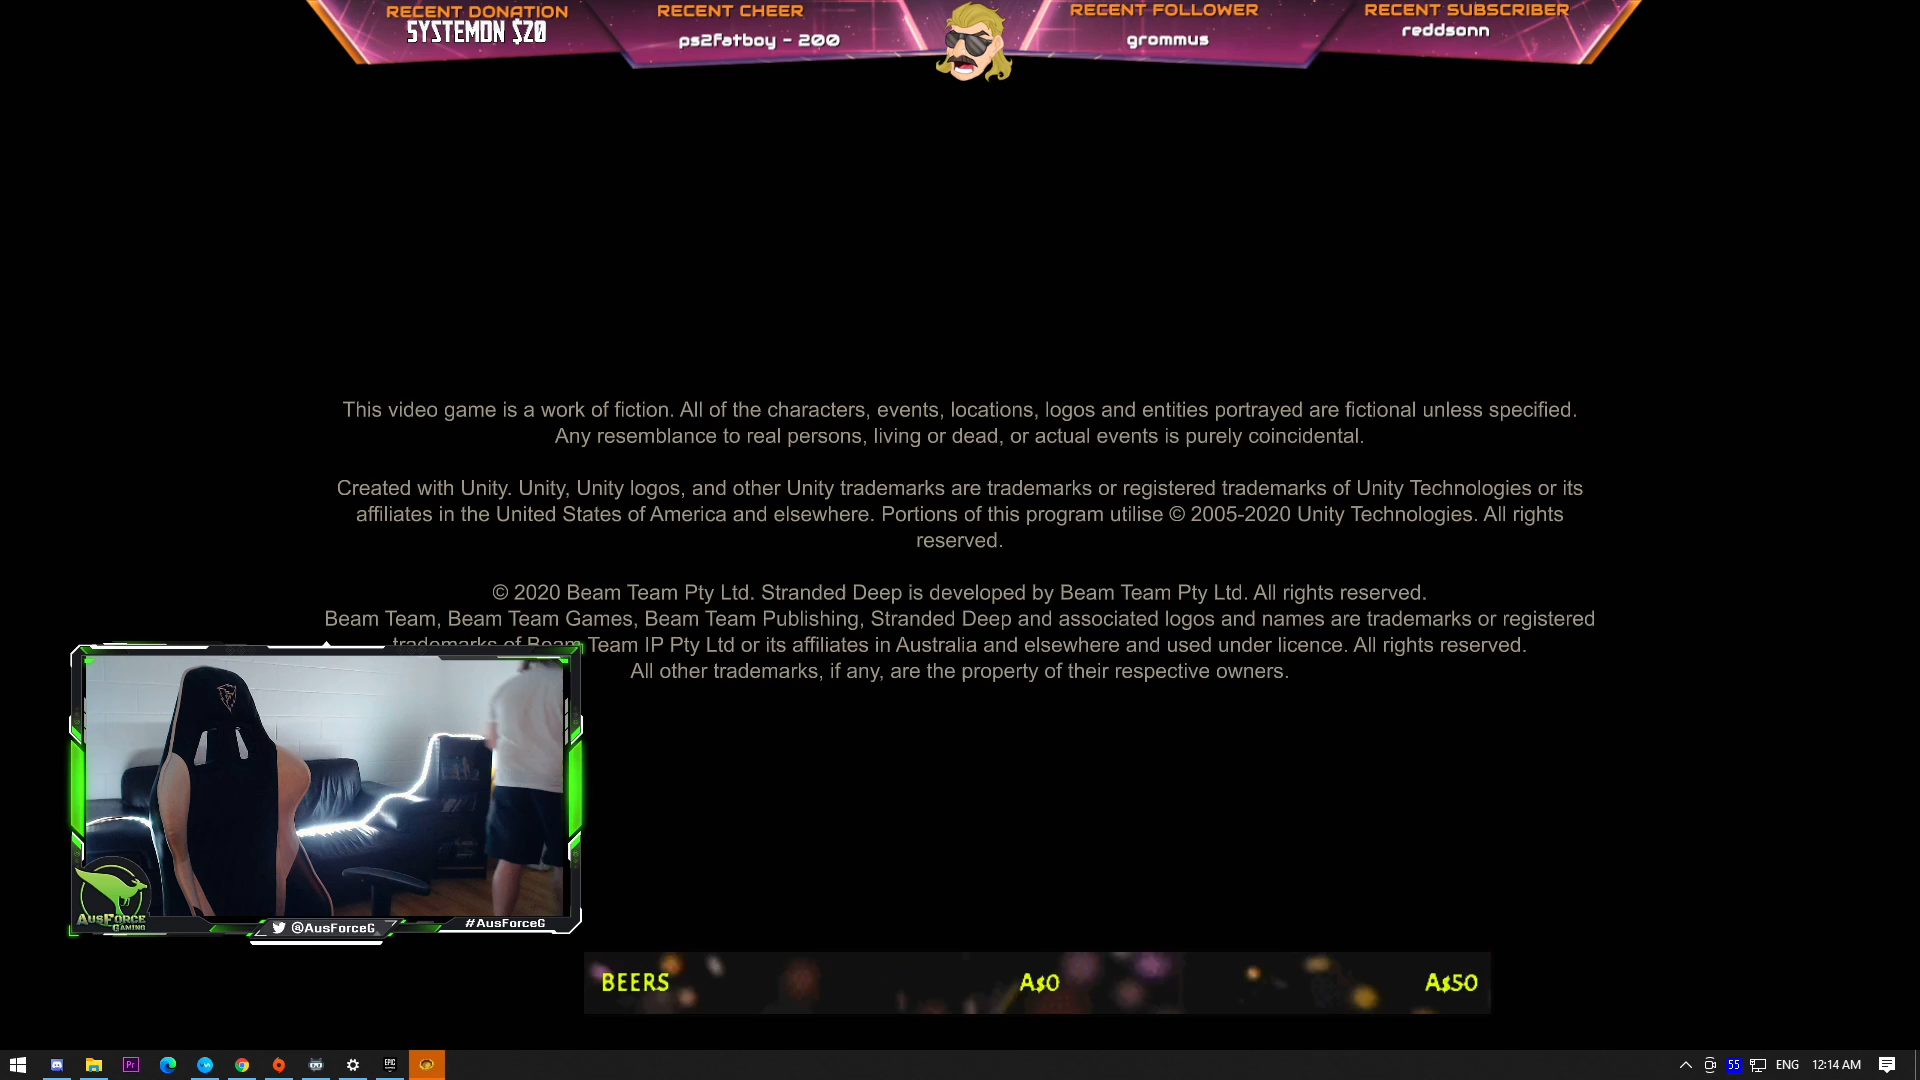 RECENT DONATION
SYSTEMON $20
RECENT CHEER
ps2fatboy - 200
RECENT FOLLOWER
grommus
RECENT SUBSCRIBER
reddsonn
This video game is a work of fiction. All of the characters, events, locations, logos and entities portrayed are fictional unless specified.
Any resemblance to real persons, living or dead, or actual events is purely coincidental.
Created with Unity. Unity, Unity logos, and other Unity trademarks are trademarks or registered trademarks of Unity Technologies or its
affiliates in the United States of America and elsewhere. Portions of this program utilise © 2005-2020 Unity Technologies. All rights
reserved.
© 2020 Beam Team Pty Ltd. Stranded Deep is developed by Beam Team Pty Ltd. All rights reserved.
Beam Team, Beam Team Games, Beam Team Publishing, Stranded Deep and associated logos and names are trademarks or registered
trademarks of Beam Team IP Pty Ltd or its affiliates in Australia and elsewhere and used under licence. All rights reserved.
All other trademarks, if any, are the property of their respective owners.
AUSFORCE
GAMING
@AusForceG
#AusForceG
BEERS A$0 A$50
Pr
EPIC
55
ENG
12:14 AM